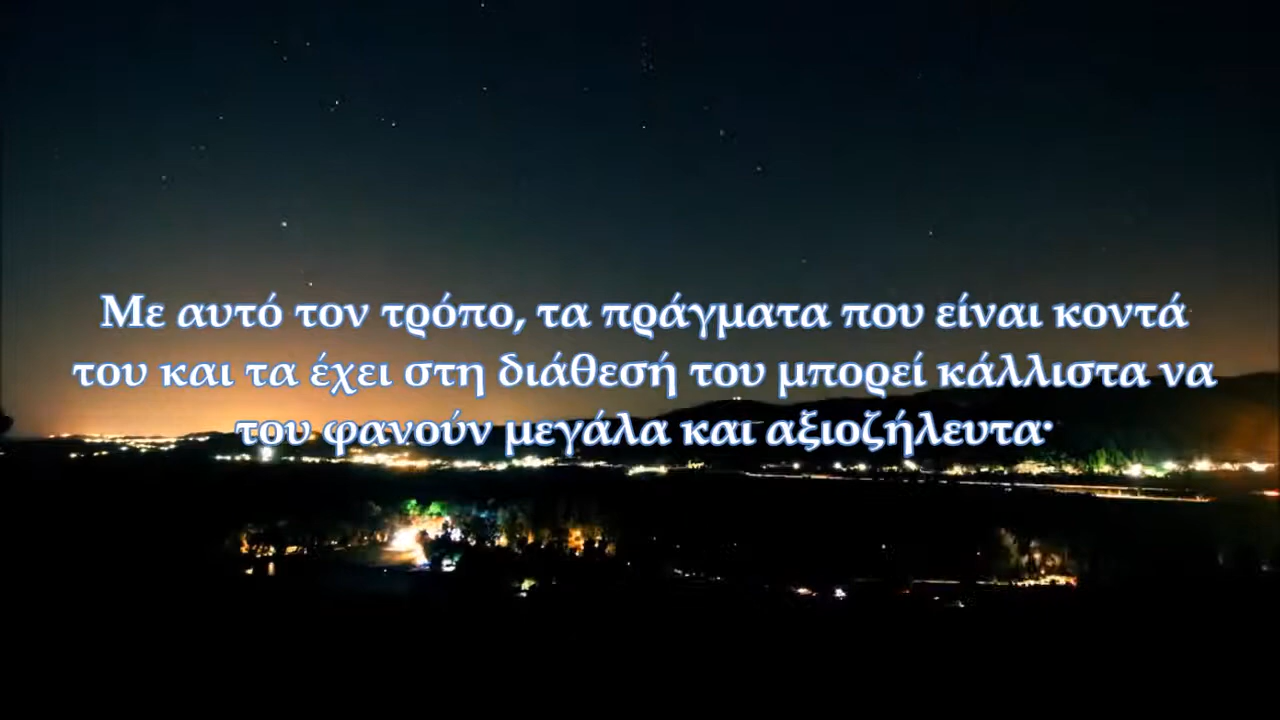 Με αυτό τον τρόπο, τα πράγματα που είναι κοντά
του και τα έχει στη διάθεσή του μπορεί κάλλιστα να
του φανούν μεγάλα και αξιοζήλευτα·